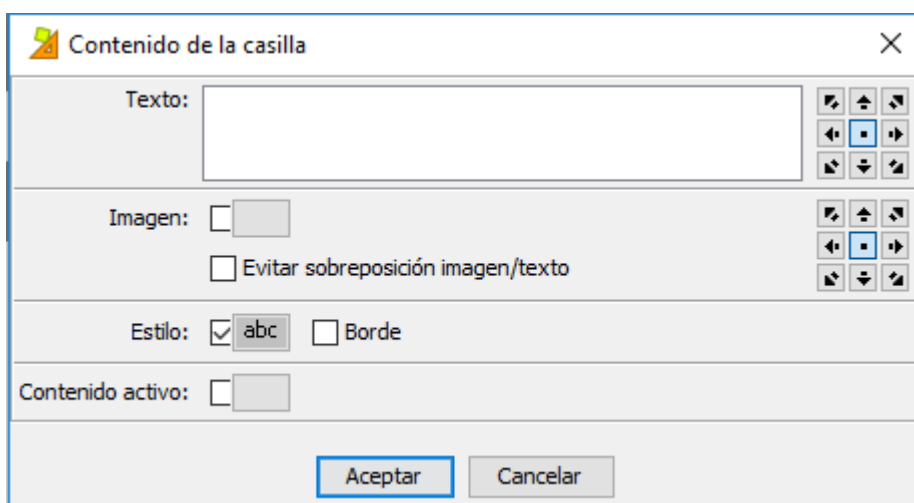 Contenido de la casilla
Texto:
Imagen:
Evitar sobreposición imagen/texto
Estilo: abc Borde
Contenido activo:
Aceptar Cancelar